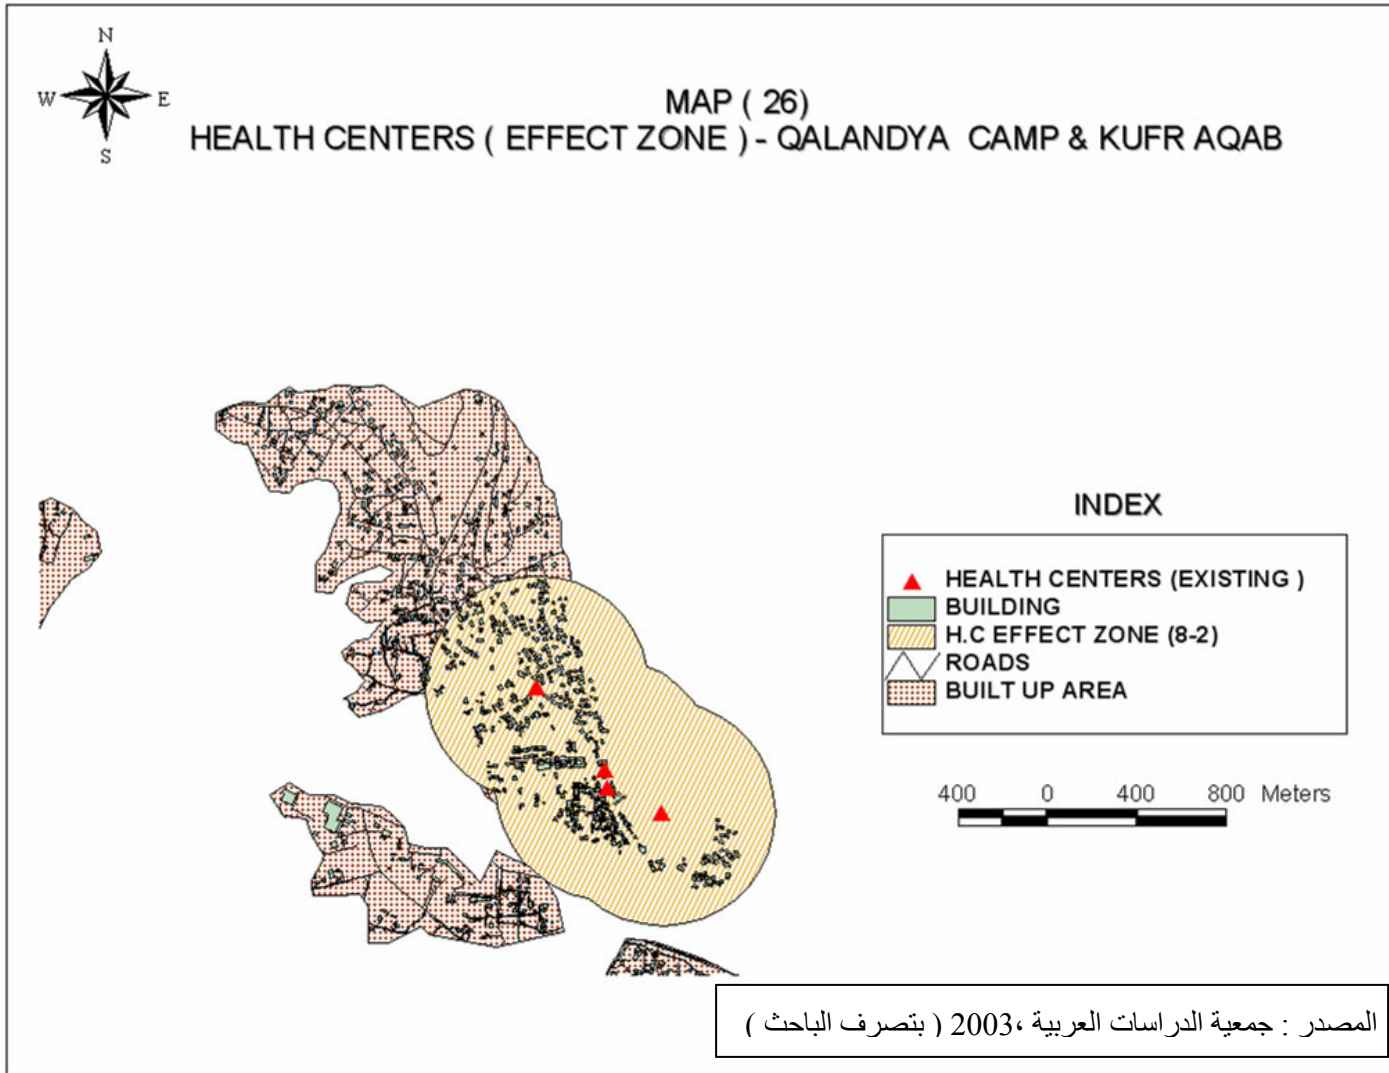 N
W E
S
MAP ( 26)
HEALTH CENTERS ( EFFECT ZONE ) - QALANDYA CAMP & KUFR AQAB
INDEX
HEALTH CENTERS (EXISTING )
BUILDING
H.C EFFECT ZONE (8-2)
ROADS
BUILT UP AREA
400 0 400 800 Meters
المصدر : جمعية الدراسات العربية ،2003 ( بتصرف الباحث )